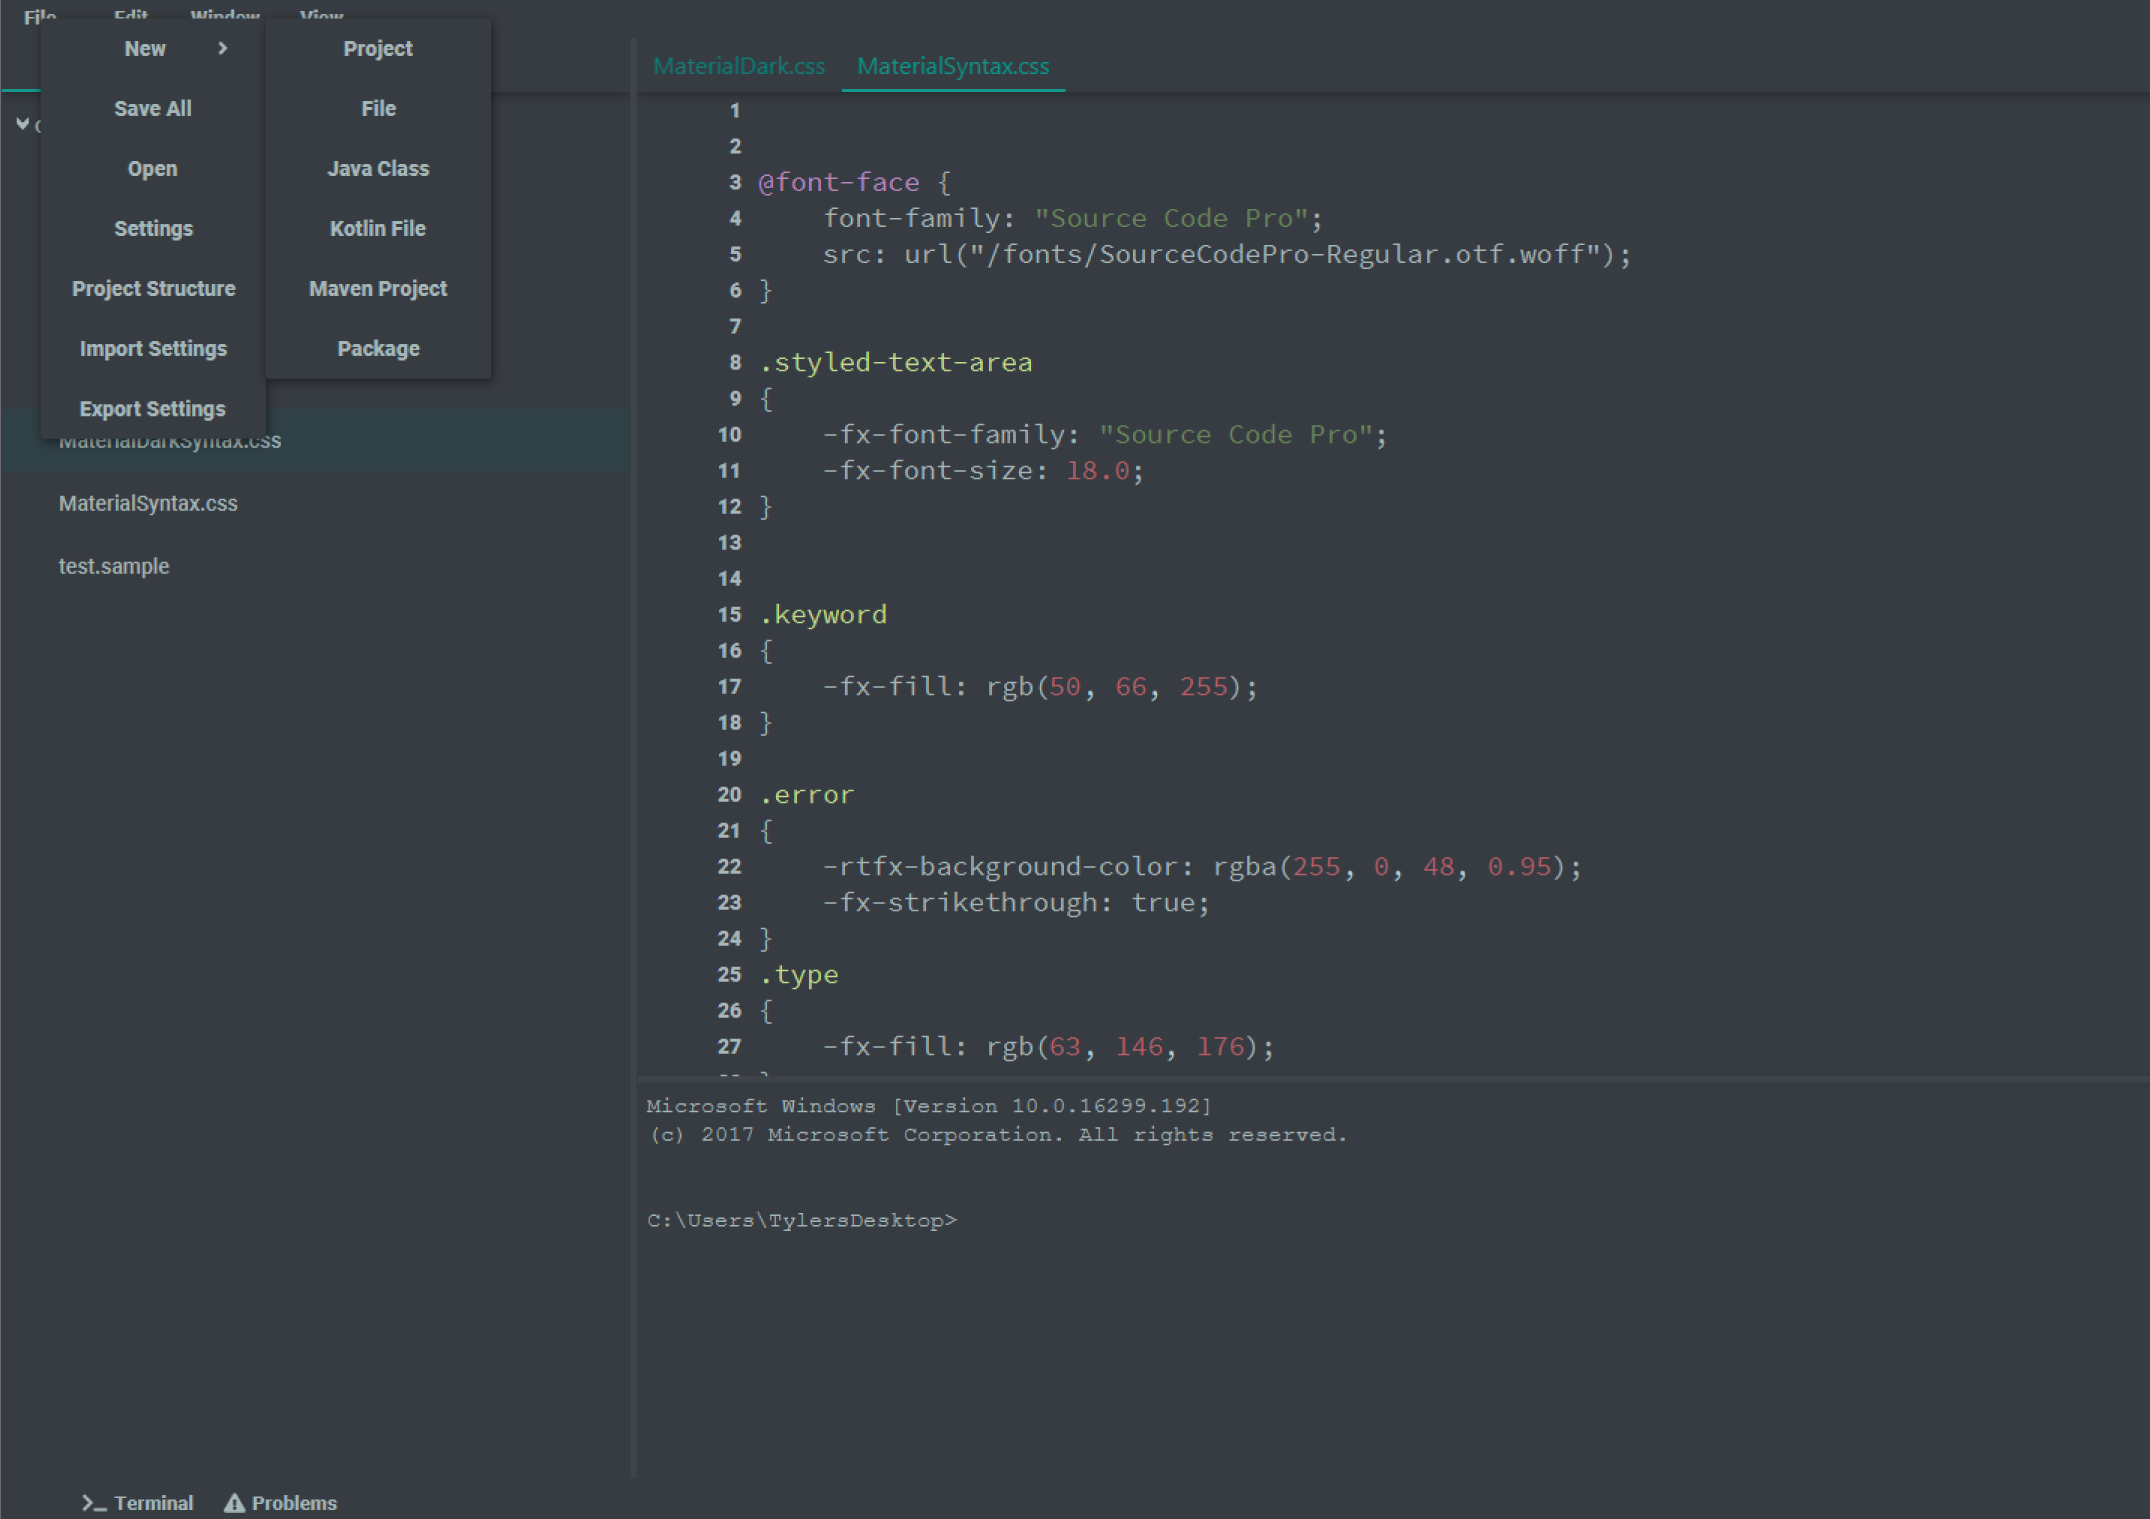 File Edit Window View
New
Save All
Open
Settings
Project Structure
Import Settings
Export Settings
Project
File
Java Class
Kotlin File
Maven Project
Package
MaterialDarkSyntax.css
MaterialSyntax.css
test.sample
MaterialDark.css MaterialSyntax.css
1
2
3 @font-face {
4 font-family: "Source Code Pro";
5 src: url("/fonts/SourceCodePro-Regular.otf.woff");
6 }
7
8 .styled-text-area
9 {
10 -fx-font-family: "Source Code Pro";
11 -fx-font-size: 18.0;
12 }
13
14
15 .keyword
16 {
17 -fx-fill: rgb(50, 66, 255);
18 }
19
20 .error
21 {
22 -rtfx-background-color: rgba(255, 0, 48, 0.95);
23 -fx-strikethrough: true;
24 }
25 .type
26 {
27 -fx-fill: rgb(63, 146, 176);
Microsoft Windows [Version 10.0.16299.192]
(c) 2017 Microsoft Corporation. All rights reserved.
C:\Users\TylersDesktop>
>_ Terminal Problems